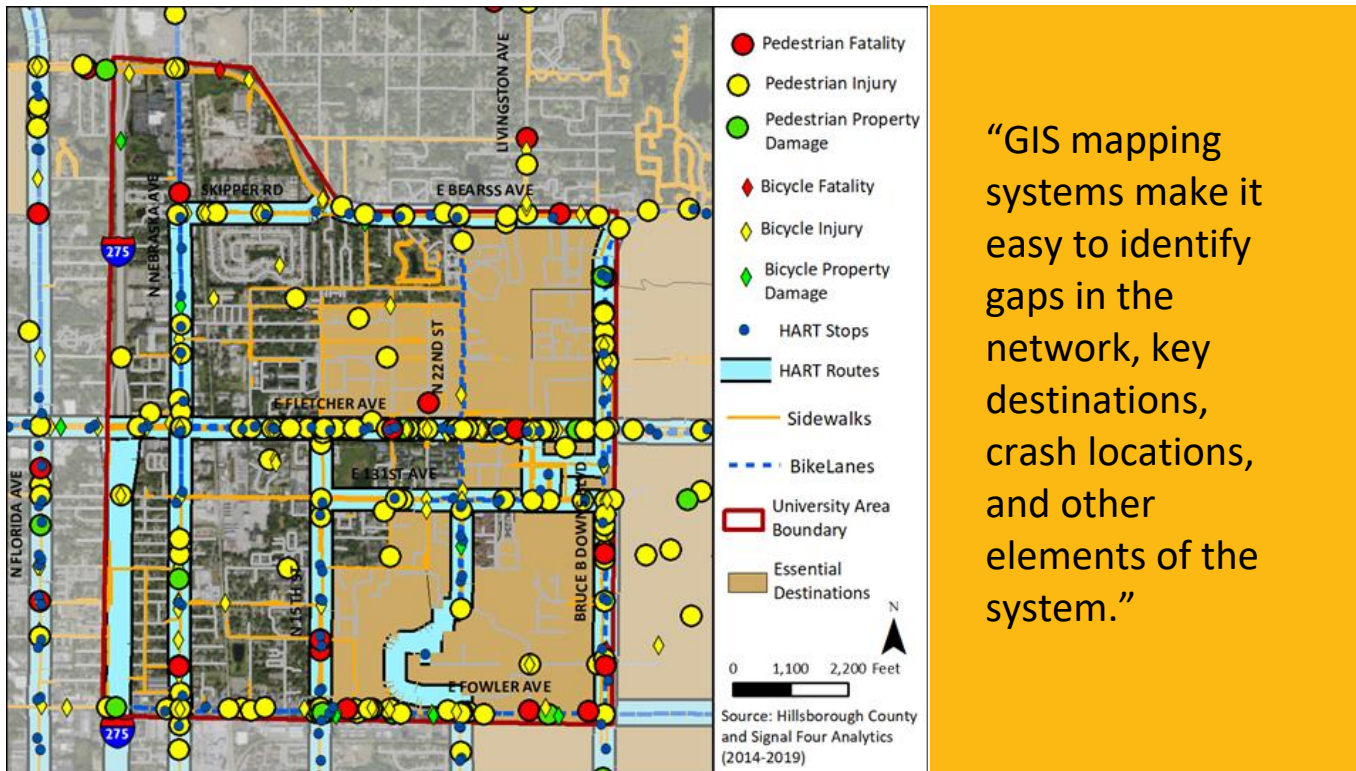 LIVINGSTON AVE
SKIPPER RD
E BEARSS AVE
N NEBRASKA AVE
275
N 22ND ST
E FLETCHER AVE
E 131ST AVE
N FLORIDA AVE
N 15TH ST
BRUCE B DOWN BLVD
E FOWLER AVE
275
Pedestrian Fatality
Pedestrian Injury
Pedestrian Property
Damage
Bicycle Fatality
Bicycle Injury
Bicycle Property
Damage
HART Stops
HART Routes
Sidewalks
BikeLanes
University Area
Boundary
Essential
Destinations
N
0 1,100 2,200 Feet
Source: Hillsborough County
and Signal Four Analytics
(2014-2019)
“GIS mapping
systems make it
easy to identify
gaps in the
network, key
destinations,
crash locations,
and other
elements of the
system.”